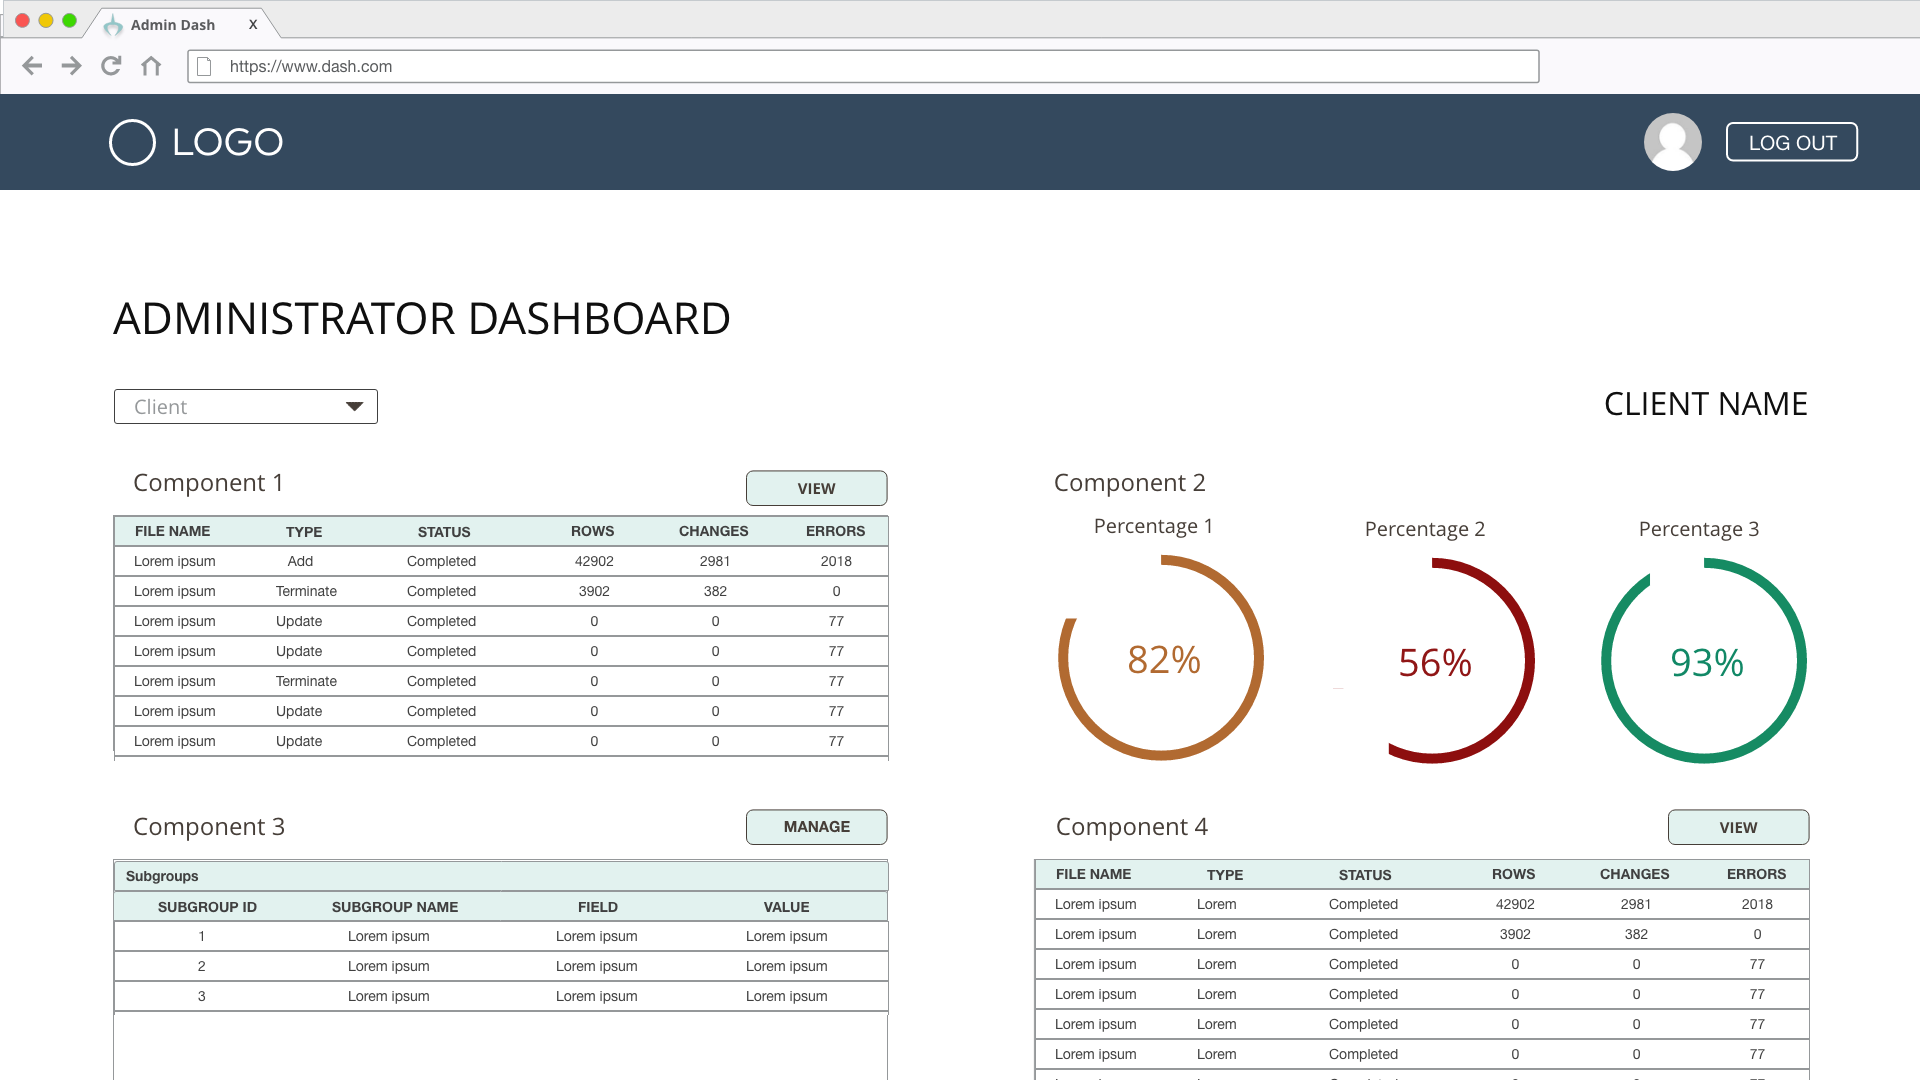 Admin Dash X
https://www.dash.com
LOGO
LOG OUT
ADMINISTRATOR DASHBOARD
Client
CLIENT NAME
Component 1
VIEW
FILE NAME TYPE STATUS ROWS CHANGES ERRORS
Lorem ipsum Add Completed 42902 2981 2018
Lorem ipsum Terminate Completed 3902 382 0
Lorem ipsum Update Completed 0 0 77
Lorem ipsum Update Completed 0 0 77
Lorem ipsum Terminate Completed 0 0 77
Lorem ipsum Update Completed 0 0 77
Lorem ipsum Update Completed 0 0 77
Component 2
Percentage 1
Percentage 2
Percentage 3
82%
56%
93%
Component 3
MANAGE
Subgroups
SUBGROUP ID SUBGROUP NAME FIELD VALUE
1 Lorem ipsum Lorem ipsum Lorem ipsum
2 Lorem ipsum Lorem ipsum Lorem ipsum
3 Lorem ipsum Lorem ipsum Lorem ipsum
Component 4
VIEW
FILE NAME TYPE STATUS ROWS CHANGES ERRORS
Lorem ipsum Lorem Completed 42902 2981 2018
Lorem ipsum Lorem Completed 3902 382 0
Lorem ipsum Lorem Completed 0 0 77
Lorem ipsum Lorem Completed 0 0 77
Lorem ipsum Lorem Completed 0 0 77
Lorem ipsum Lorem Completed 0 0 77